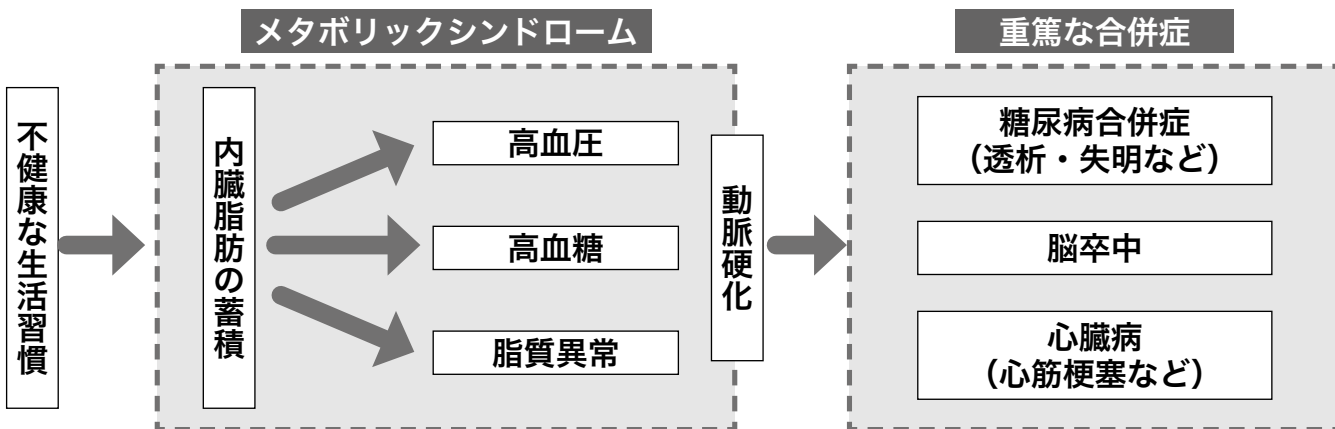 メタボリックシンドローム
重篤な合併症
不健康な生活習慣
内臓脂肪の蓄積
高血圧
高血糖
脂質異常
動脈硬化
糖尿病合併症
（透析・失明など）
脳卒中
心臓病
（心筋梗塞など）